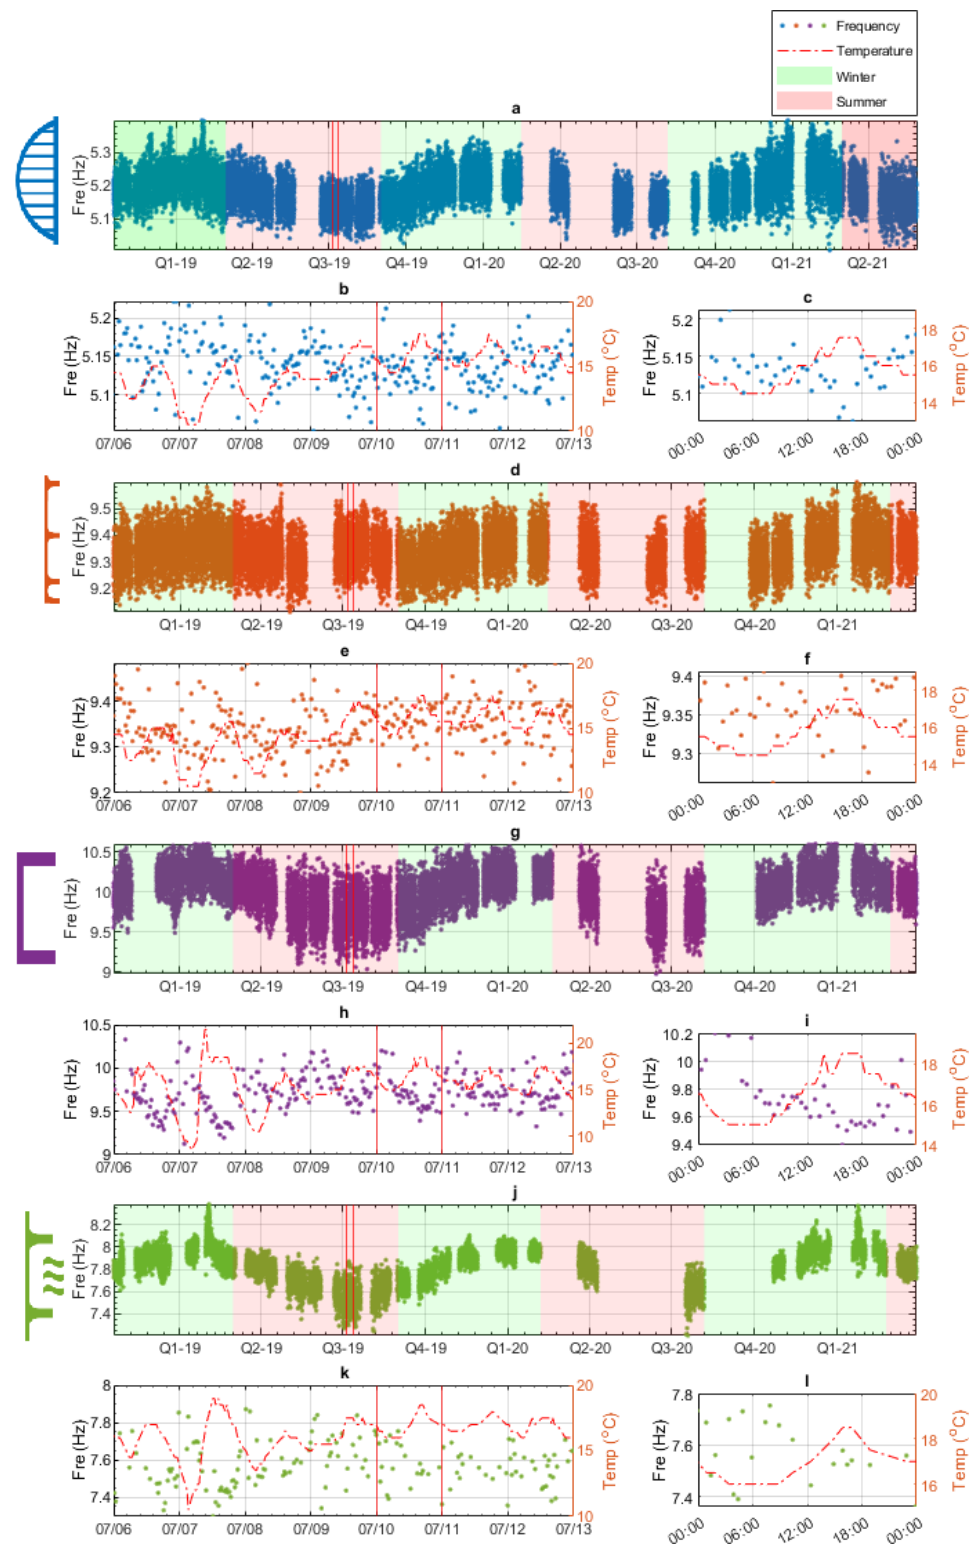 Frequency
Temperature
Winter
Summer
a
Fre (Hz)
5.3
5.2
5.1
Q1-19 Q2-19 Q3-19 Q4-19 Q1-20 Q2-20 Q3-20 Q4-20 Q1-21 Q2-21
b
Fre (Hz)
5.2
5.15
5.1
20
15
10
Temp (°C)
07/06 07/07 07/08 07/09 07/10 07/11 07/12 07/13
c
Fre (Hz)
5.2
5.15
5.1
18
16
14
Temp (°C)
00:00 06:00 12:00 18:00 00:00
d
Fre (Hz)
9.5
9.4
9.3
9.2
Q1-19 Q2-19 Q3-19 Q4-19 Q1-20 Q2-20 Q3-20 Q4-20 Q1-21
e
Fre (Hz)
9.4
9.3
9.2
20
15
10
Temp (°C)
07/06 07/07 07/08 07/09 07/10 07/11 07/12 07/13
f
Fre (Hz)
9.4
9.35
9.3
18
16
14
Temp (°C)
00:00 06:00 12:00 18:00 00:00
g
Fre (Hz)
10.5
10
9.5
9
Q1-19 Q2-19 Q3-19 Q4-19 Q1-20 Q2-20 Q3-20 Q4-20 Q1-21
h
Fre (Hz)
10.5
10
9.5
9
20
15
10
Temp (°C)
07/06 07/07 07/08 07/09 07/10 07/11 07/12 07/13
i
Fre (Hz)
10.2
10
9.8
9.6
9.4
18
16
14
Temp (°C)
00:00 06:00 12:00 18:00 00:00
j
Fre (Hz)
8.2
8
7.8
7.6
7.4
Q1-19 Q2-19 Q3-19 Q4-19 Q1-20 Q2-20 Q3-20 Q4-20 Q1-21
k
Fre (Hz)
8
7.8
7.6
7.4
20
15
10
Temp (°C)
07/06 07/07 07/08 07/09 07/10 07/11 07/12 07/13
l
Fre (Hz)
7.8
7.6
7.4
20
18
16
Temp (°C)
00:00 06:00 12:00 18:00 00:00